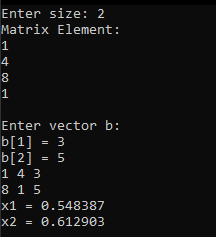 Enter size: 2
Matrix Element:
1
4
8
1
Enter vector b:
b[1] = 3
b[2] = 5
1 4 3
8 1 5
x1 = 0.548387
x2 = 0.612903